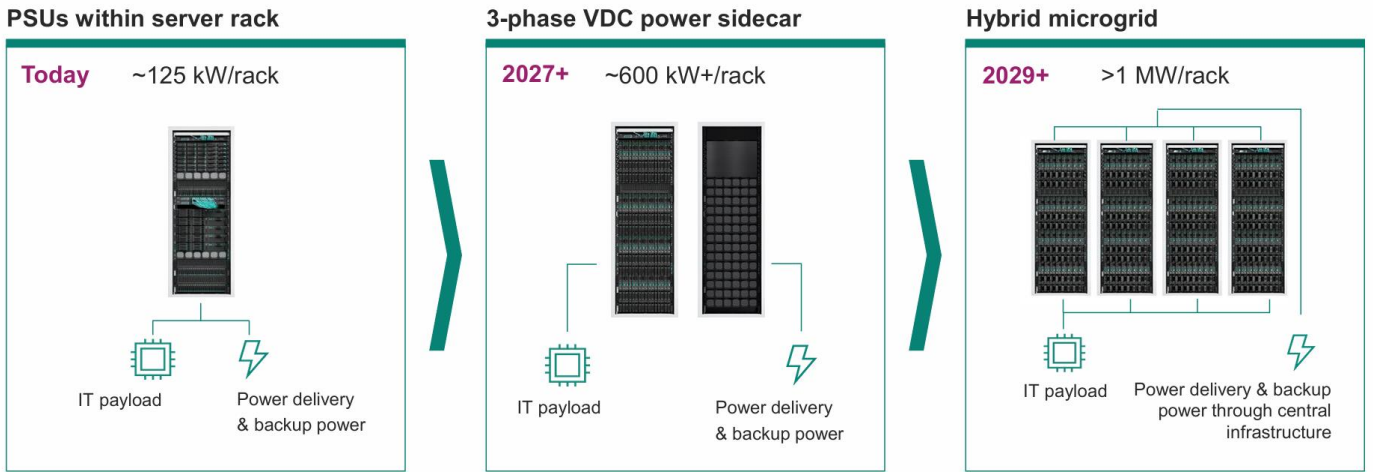 PSUs within server rack
Today ~125 kW/rack
IT payload
Power delivery
& backup power
3-phase VDC power sidecar
2027+ ~600 kW+/rack
IT payload
Power delivery
& backup power
Hybrid microgrid
2029+ >1 MW/rack
IT payload
Power delivery & backup
power through central
infrastructure